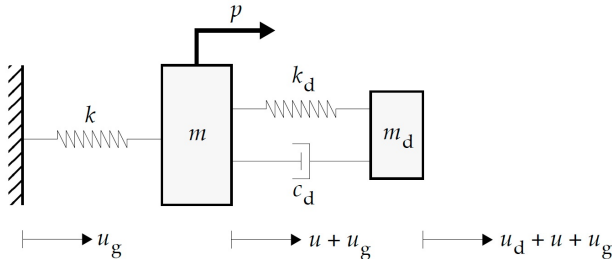 p
k
k_d
m
m_d
c_d
u_g
u + u_g
u_d + u + u_g